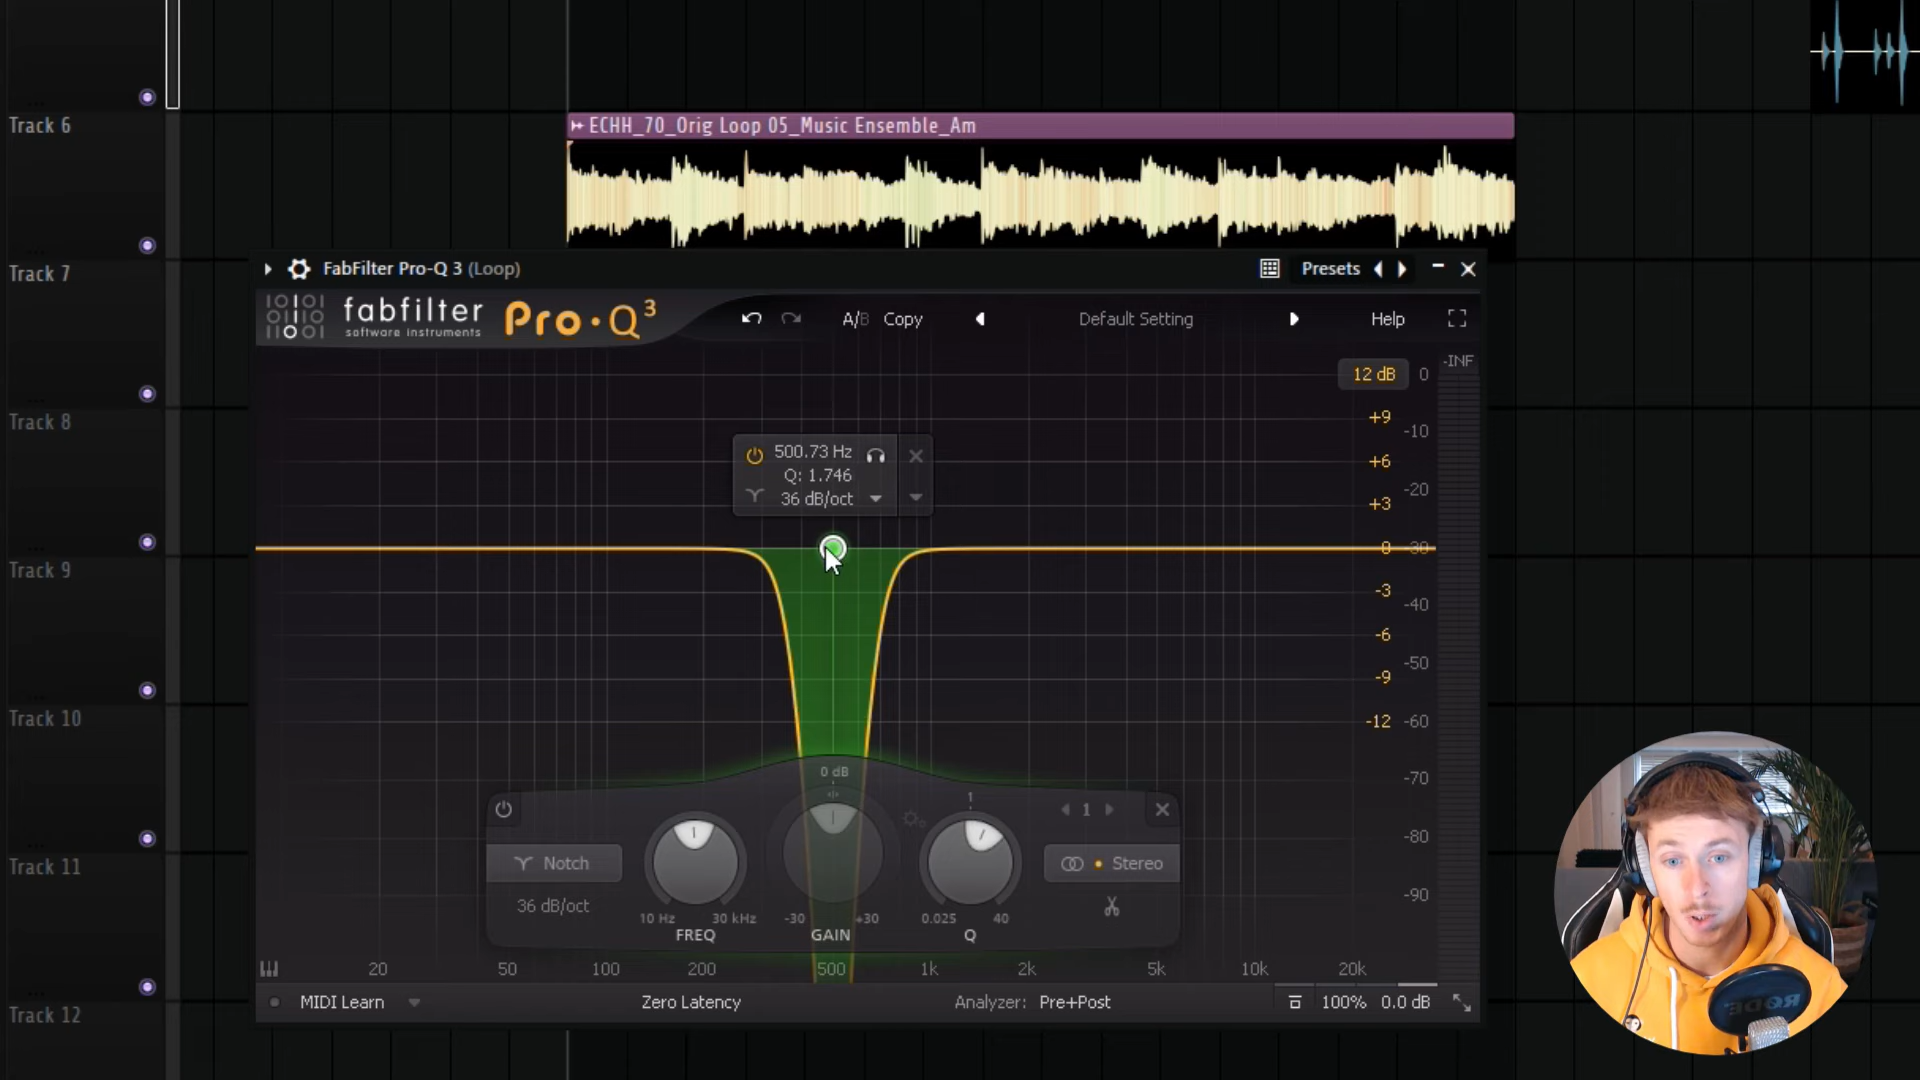 Track 6
ECHH_70_Orig Loop 05_Music Ensemble_Am
Track 7
FabFilter Pro-Q 3 (Loop)
Presets
fabfilter
software instruments
Pro·Q3
A/B
Copy
Default Setting
Help
-INF
12 dB
0
+9
-10
Track 8
500.73 Hz
Q: 1.746
36 dB/oct
+6
-20
+3
0
-30
Track 9
-3
-40
-6
-50
-9
-12
-60
Track 10
0 dB
-70
1
1
-80
Notch
Stereo
Track 11
36 dB/oct
-90
10 Hz
30 kHz
-30
+30
0.025
40
FREQ
GAIN
Q
20
50
100
200
500
1k
2k
5k
10k
20k
MIDI Learn
Zero Latency
Analyzer: Pre+Post
100%
0.0 dB
Track 12
RODE